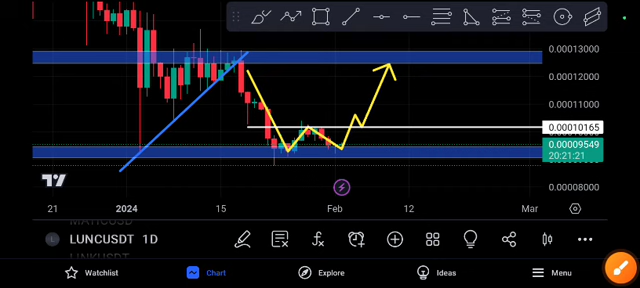 0.00013000
0.00012000
0.00011000
0.00010165
0.00009549
20:21:21
0.00008000
21
2024
15
Feb
12
Mar
LUNCUSDT 1D
Watchlist
Chart
Explore
Ideas
Menu